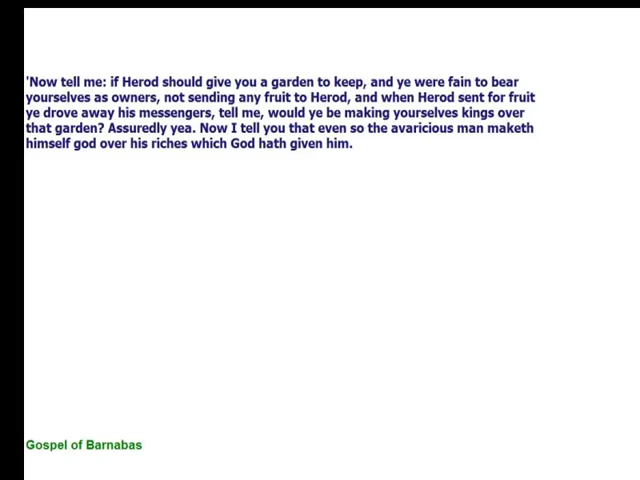 'Now tell me: if Herod should give you a garden to keep, and ye were fain to bear
yourselves as owners, not sending any fruit to Herod, and when Herod sent for fruit
ye drove away his messengers, tell me, would ye be making yourselves kings over
that garden? Assuredly yea. Now I tell you that even so the avaricious man maketh
himself god over his riches which God hath given him.
Gospel of Barnabas